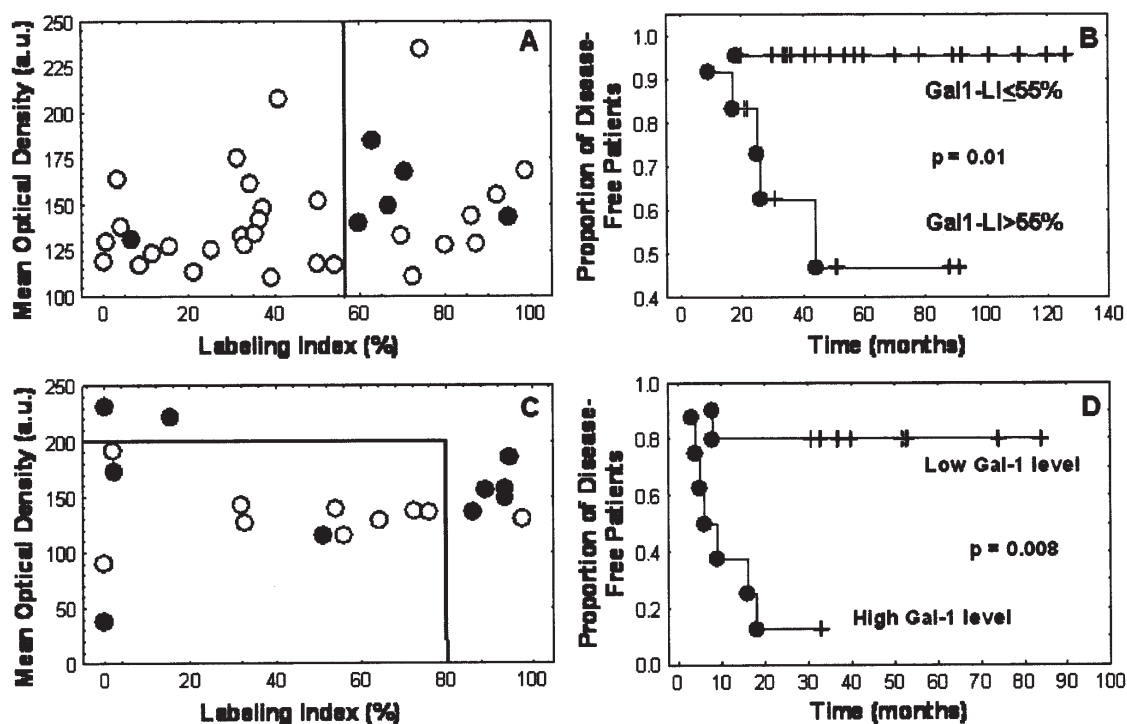 250
225
200
175
150
125
100
Mean Optical Density (a.u.)
A
0 20 40 60 80 100
Labeling Index (%)
1.0
0.9
0.8
0.7
0.6
0.5
0.4
Proportion of Disease-
Free Patients
B
Gal1-LI≤55%
p = 0.01
Gal1-LI>55%
0 20 40 60 80 100 120 140
Time (months)
250
200
150
100
50
0
Mean Optical Density (a.u.)
C
0 20 40 60 80 100
Labeling Index (%)
1.0
0.8
0.6
0.4
0.2
0.0
Proportion of Disease-
Free Patients
D
Low Gal-1 level
p = 0.008
High Gal-1 level
0 10 20 30 40 50 60 70 80 90 100
Time (months)